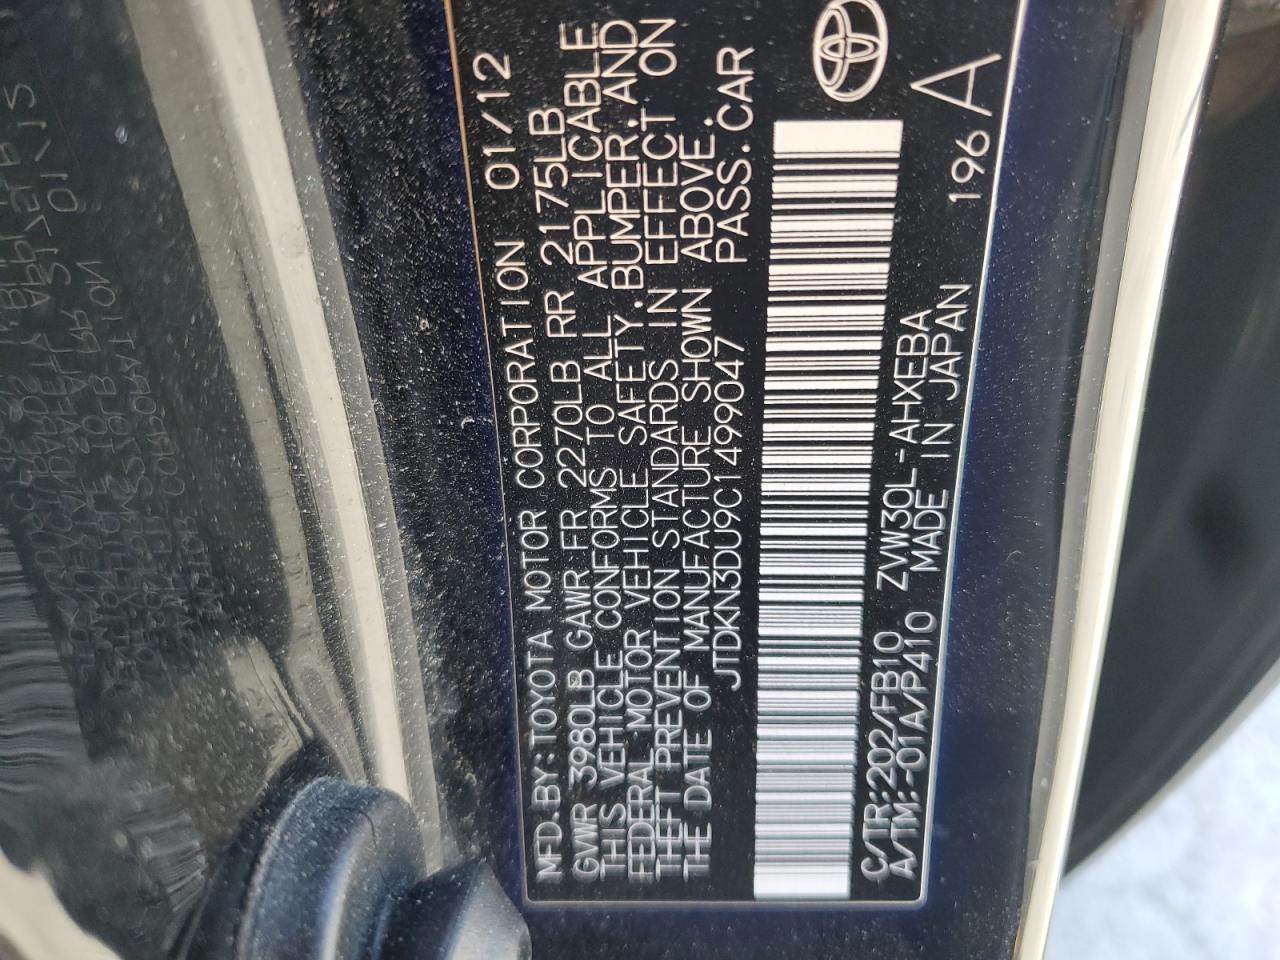 MFD. BY: TOYOTA MOTOR CORPORATION 01/12
GVWR 3980LB GAWR FR 2270LB RR 2175LB
THIS VEHICLE CONFORMS TO ALL APPLICABLE
FEDERAL MOTOR VEHICLE SAFETY, BUMPER, AND
THEFT PREVENTION STANDARDS IN EFFECT ON
THE DATE OF MANUFACTURE SHOWN ABOVE.
JTDKN3DU9C1499047 PASS. CAR
C/TR:202/FB10 ZVW30L-AHXEBA
A/TM:-01A/P410 MADE IN JAPAN 196
A